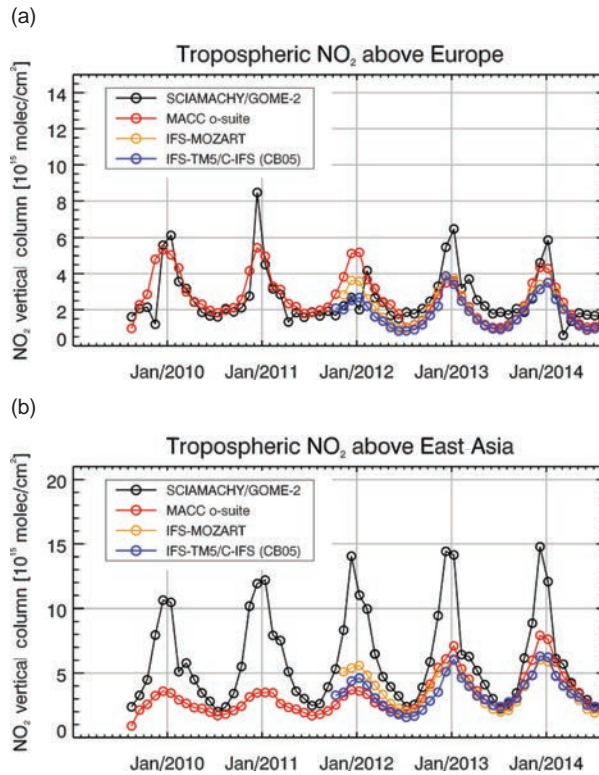 (a)
Tropospheric NO₂ above Europe
NO₂ vertical column [10¹⁵ molec/cm²]
14
12
10
8
6
4
2
0
SCIAMACHY/GOME-2
MACC o-suite
IFS-MOZART
IFS-TM5/C-IFS (CB05)
Jan/2010 Jan/2011 Jan/2012 Jan/2013 Jan/2014
(b)
Tropospheric NO₂ above East Asia
NO₂ vertical column [10¹⁵ molec/cm²]
20
15
10
5
0
SCIAMACHY/GOME-2
MACC o-suite
IFS-MOZART
IFS-TM5/C-IFS (CB05)
Jan/2010 Jan/2011 Jan/2012 Jan/2013 Jan/2014